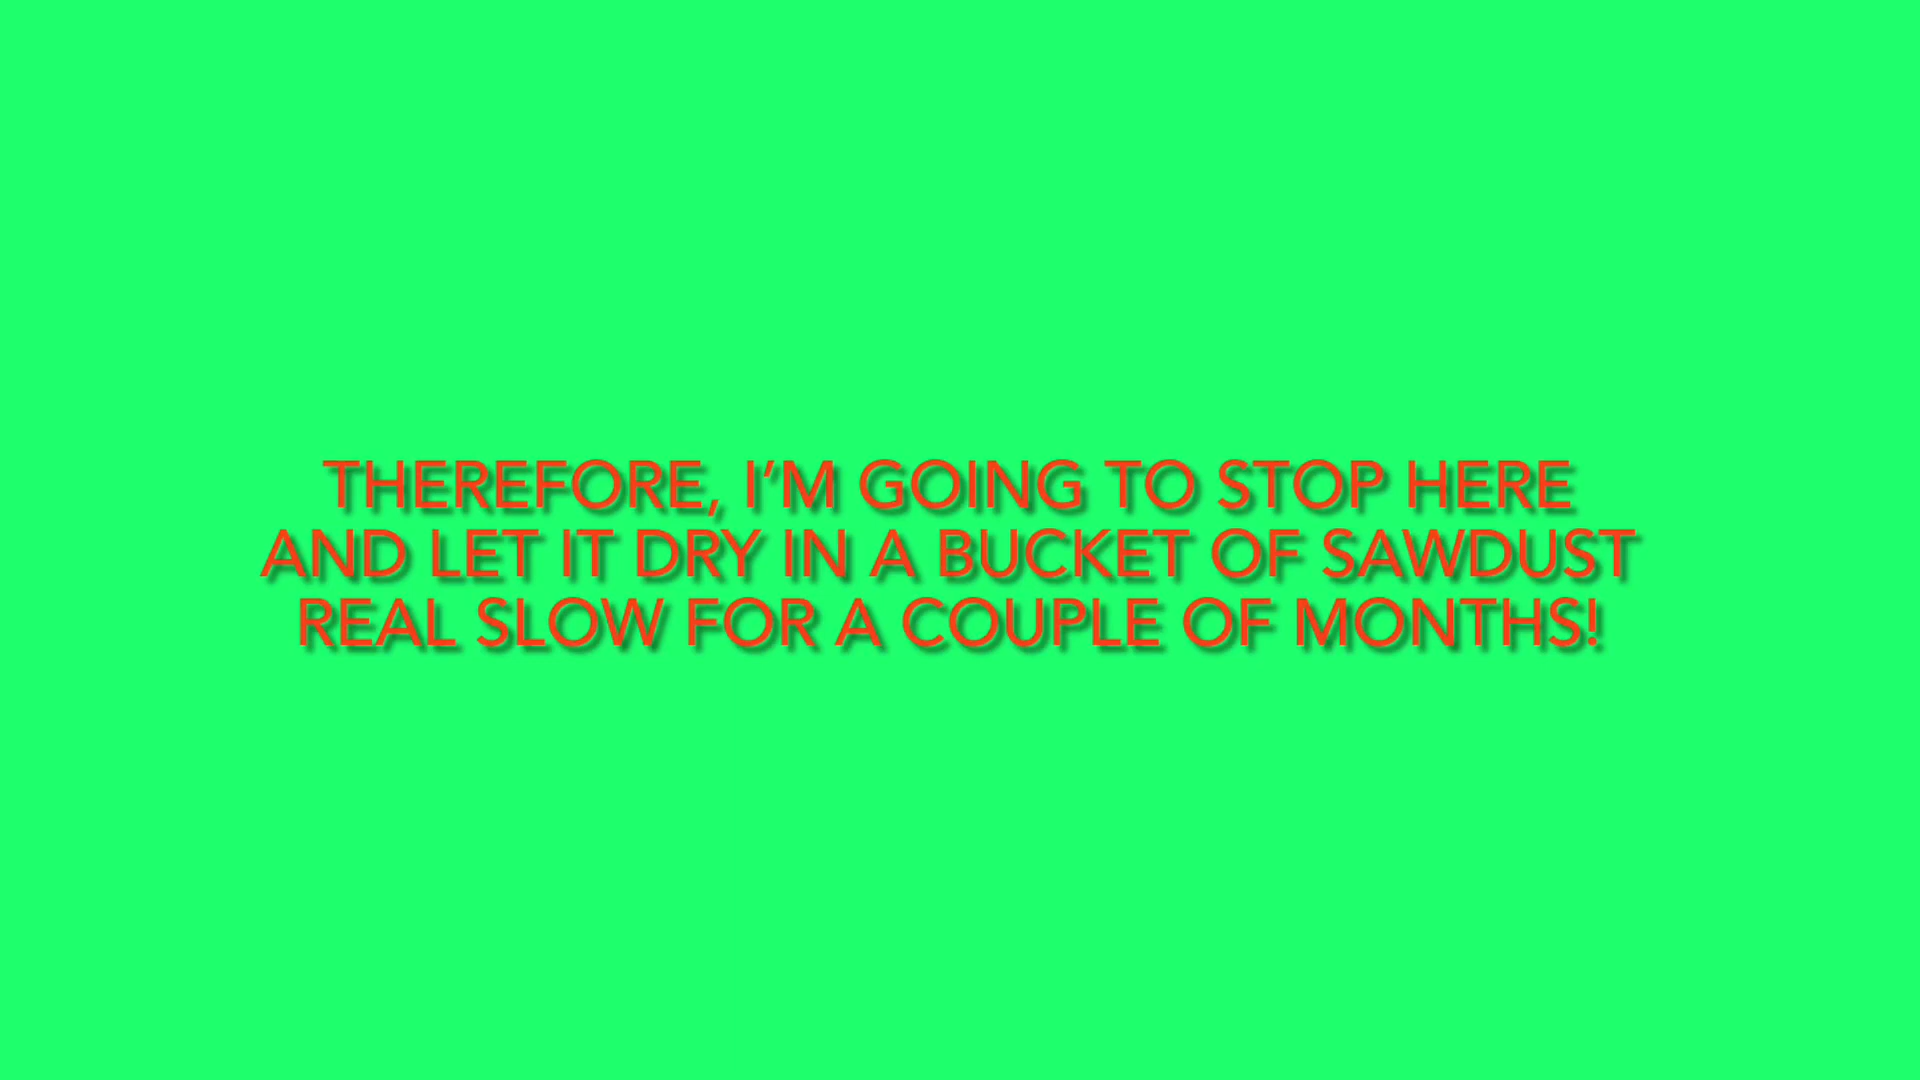 THEREFORE, I’M GOING TO STOP HERE
AND LET IT DRY IN A BUCKET OF SAWDUST
REAL SLOW FOR A COUPLE OF MONTHS!